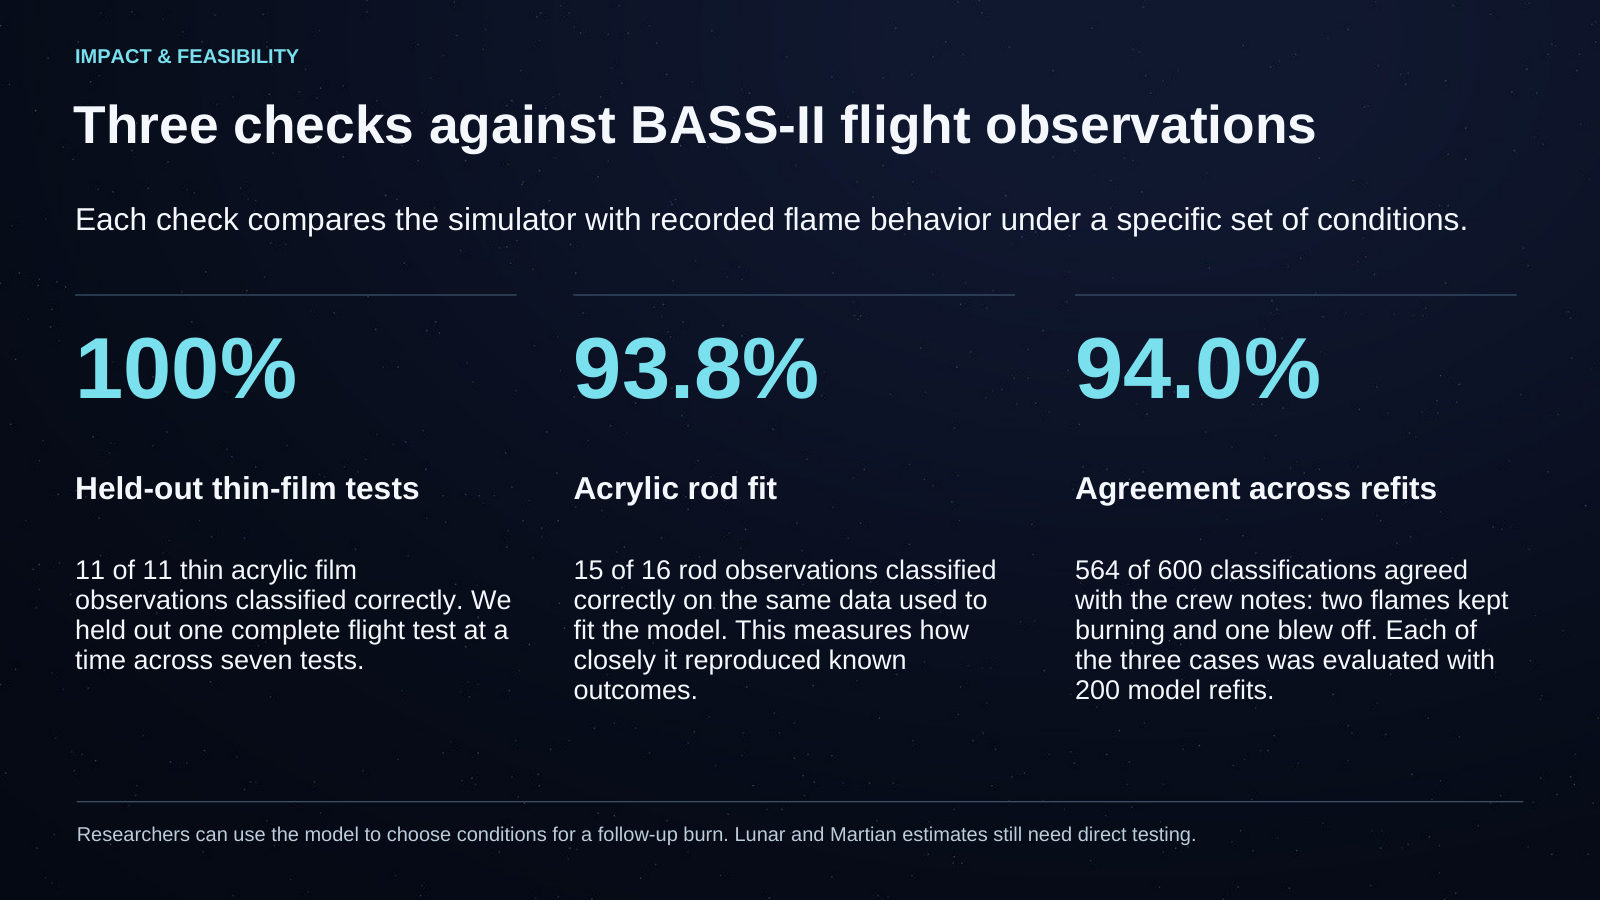 IMPACT & FEASIBILITY
Three checks against BASS-II flight observations
Each check compares the simulator with recorded flame behavior under a specific set of conditions.
100%
Held-out thin-film tests
11 of 11 thin acrylic film
observations classified correctly. We
held out one complete flight test at a
time across seven tests.
93.8%
Acrylic rod fit
15 of 16 rod observations classified
correctly on the same data used to
fit the model. This measures how
closely it reproduced known
outcomes.
94.0%
Agreement across refits
564 of 600 classifications agreed
with the crew notes: two flames kept
burning and one blew off. Each of
the three cases was evaluated with
200 model refits.
Researchers can use the model to choose conditions for a follow-up burn. Lunar and Martian estimates still need direct testing.